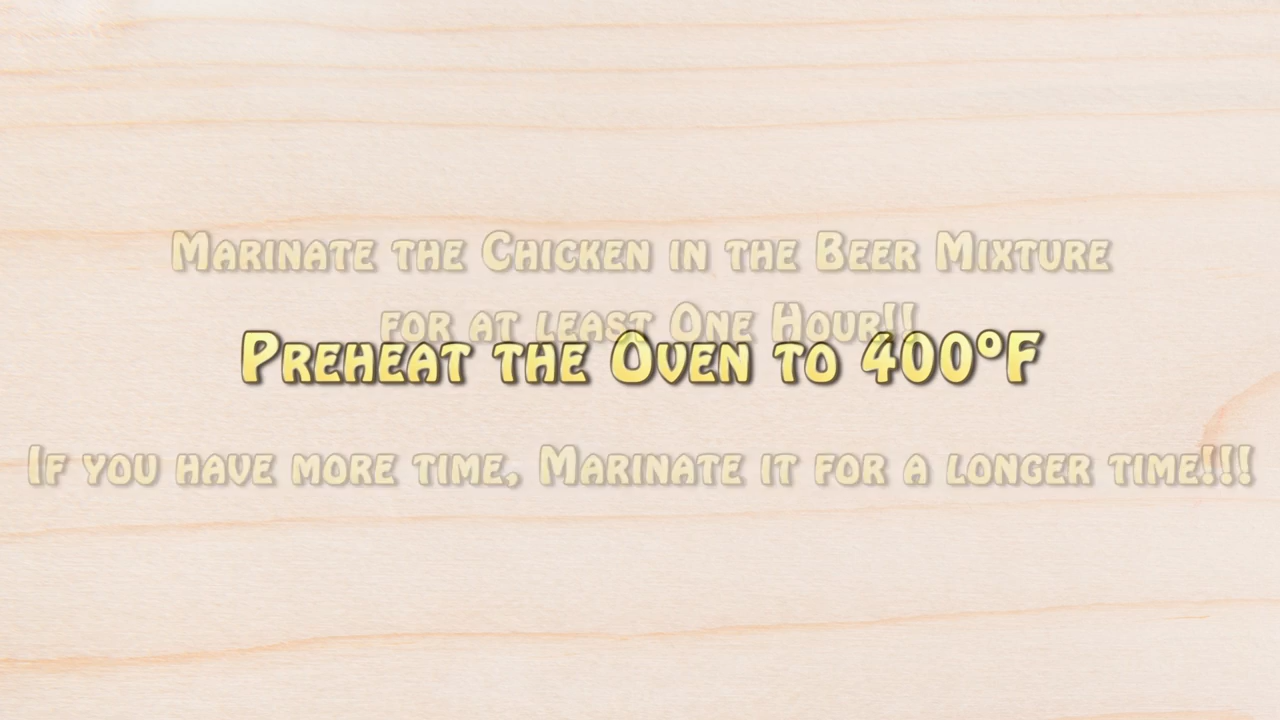 Marinate the Chicken in the Beer Mixture
for at least One Hour!!
Preheat the Oven to 400°F
If you have more time, Marinate it for a longer time!!!